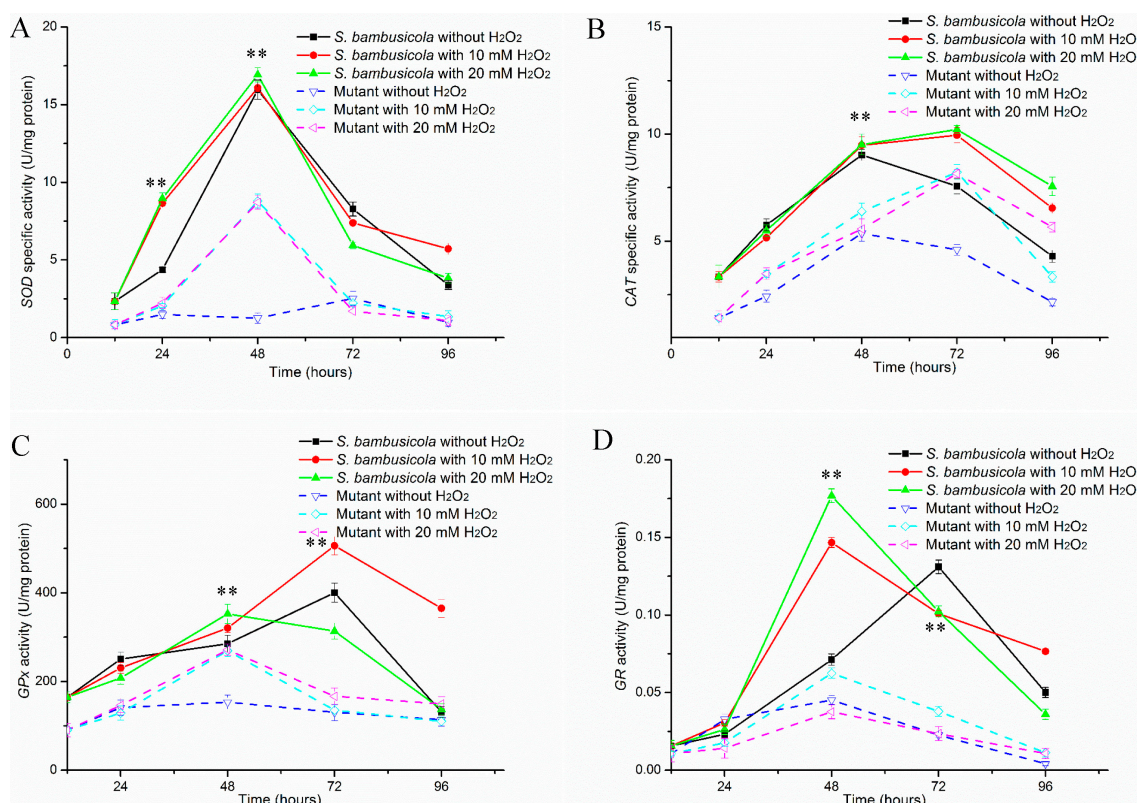 A
SOD specific activity (U/mg protein)
20
15
10
5
0
**
**
S. bambusicola without H₂O₂
S. bambusicola with 10 mM H₂O₂
S. bambusicola with 20 mM H₂O₂
Mutant without H₂O₂
Mutant with 10 mM H₂O₂
Mutant with 20 mM H₂O₂
0 24 48 72 96
Time (hours)
B
CAT specific activity (U/mg protein)
15
10
5
**
S. bambusicola without H₂O₂
S. bambusicola with 10 mM H₂O
S. bambusicola with 20 mM H₂O
Mutant without H₂O₂
Mutant with 10 mM H₂O₂
Mutant with 20 mM H₂O₂
0 24 48 72 96
Time (hours)
C
GPx activity (U/mg protein)
600
400
200
0
**
**
S. bambusicola without H₂O₂
S. bambusicola with 10 mM H₂O₂
S. bambusicola with 20 mM H₂O₂
Mutant without H₂O₂
Mutant with 10 mM H₂O₂
Mutant with 20 mM H₂O₂
24 48 72 96
Time (hours)
D
GR activity (U/mg protein)
0.20
0.15
0.10
0.05
0.00
**
**
S. bambusicola without H₂O₂
S. bambusicola with 10 mM H₂O
S. bambusicola with 20 mM H₂O
Mutant without H₂O₂
Mutant with 10 mM H₂O₂
Mutant with 20 mM H₂O₂
24 48 72 96
Time (hours)